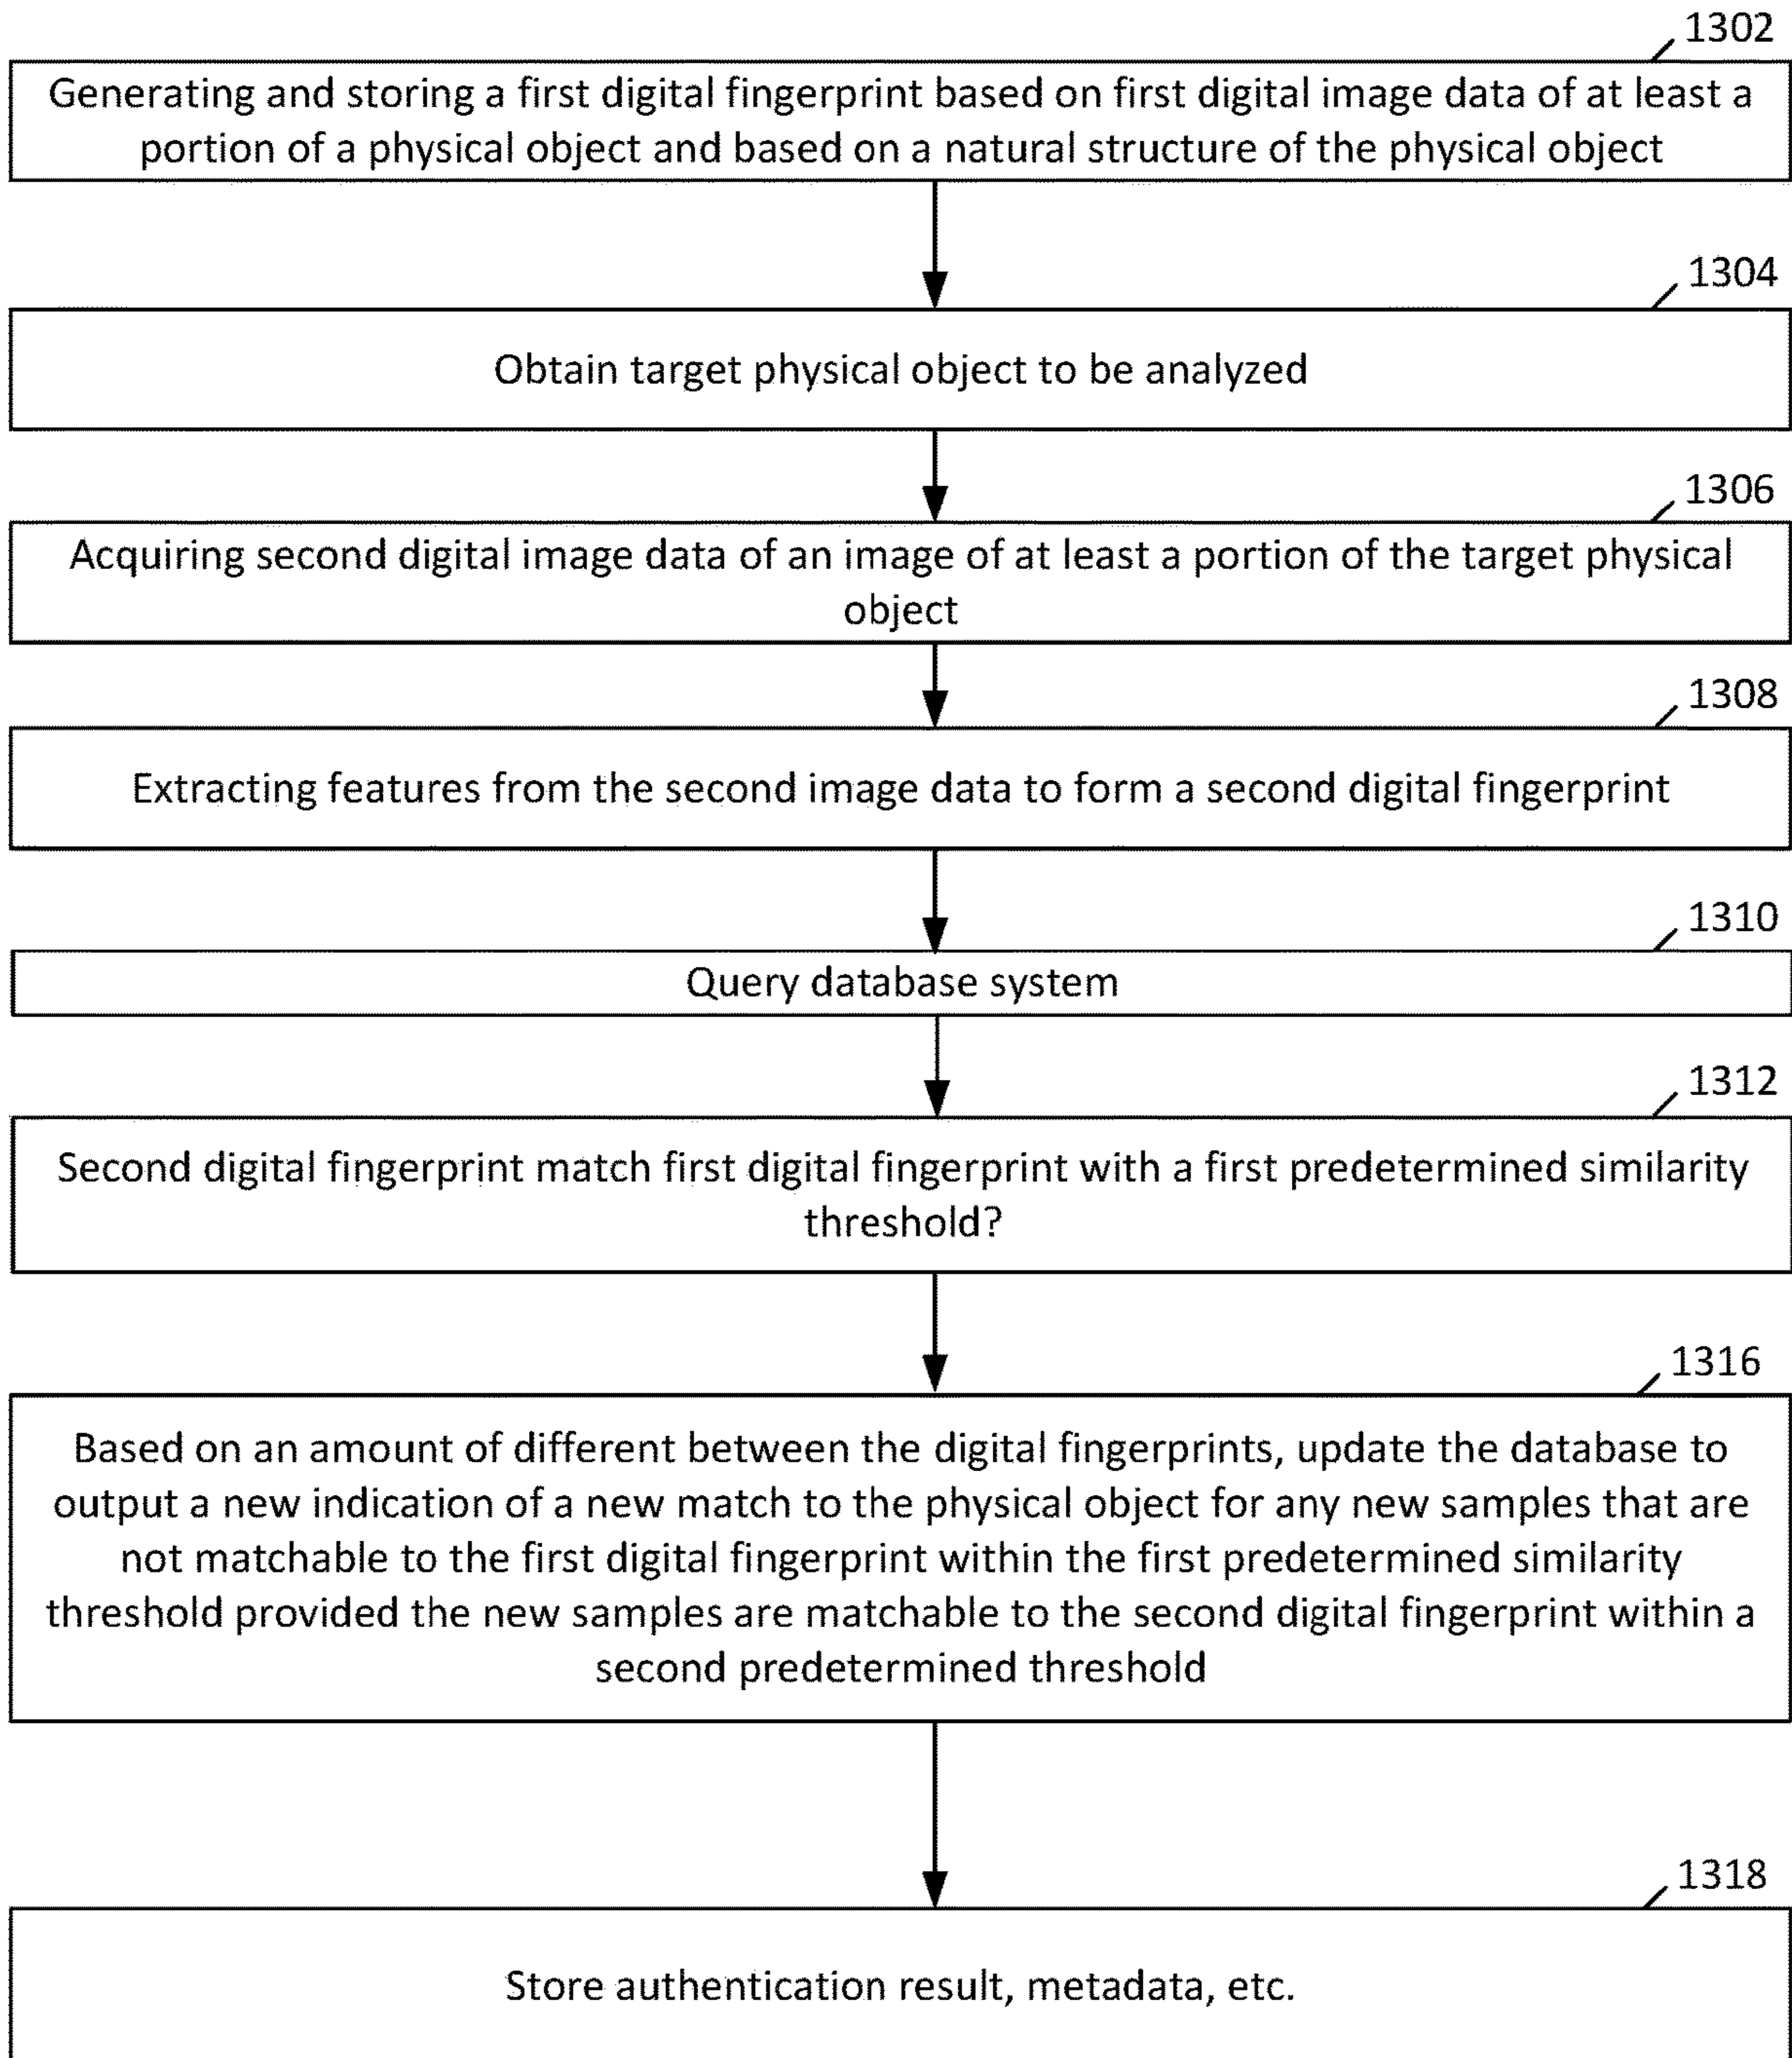 1302
Generating and storing a first digital fingerprint based on first digital image data of at least a
portion of a physical object and based on a natural structure of the physical object
1304
Obtain target physical object to be analyzed
1306
Acquiring second digital image data of an image of at least a portion of the target physical
object
1308
Extracting features from the second image data to form a second digital fingerprint
1310
Query database system
1312
Second digital fingerprint match first digital fingerprint with a first predetermined similarity
threshold?
1316
Based on an amount of different between the digital fingerprints, update the database to
output a new indication of a new match to the physical object for any new samples that are
not matchable to the first digital fingerprint within the first predetermined similarity
threshold provided the new samples are matchable to the second digital fingerprint within a
second predetermined threshold
1318
Store authentication result, metadata, etc.